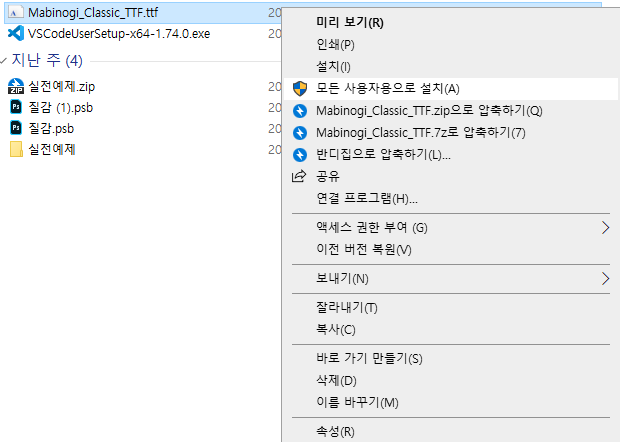 Mabinogi_Classic_TTF.ttf
20
VSCodeUserSetup-x64-1.74.0.exe
20
지난 주 (4)
ZIP
실전예제.zip
20
Ps
질감 (1).psb
20
Ps
질감.psb
20
실전예제
20
미리 보기(R)
인쇄(P)
설치(I)
모든 사용자용으로 설치(A)
Mabinogi_Classic_TTF.zip으로 압축하기(Q)
Mabinogi_Classic_TTF.7z로 압축하기(7)
반디집으로 압축하기(L)...
공유
연결 프로그램(H)...
액세스 권한 부여 (G)
이전 버전 복원(V)
보내기(N)
잘라내기(T)
복사(C)
바로 가기 만들기(S)
삭제(D)
이름 바꾸기(M)
속성(R)